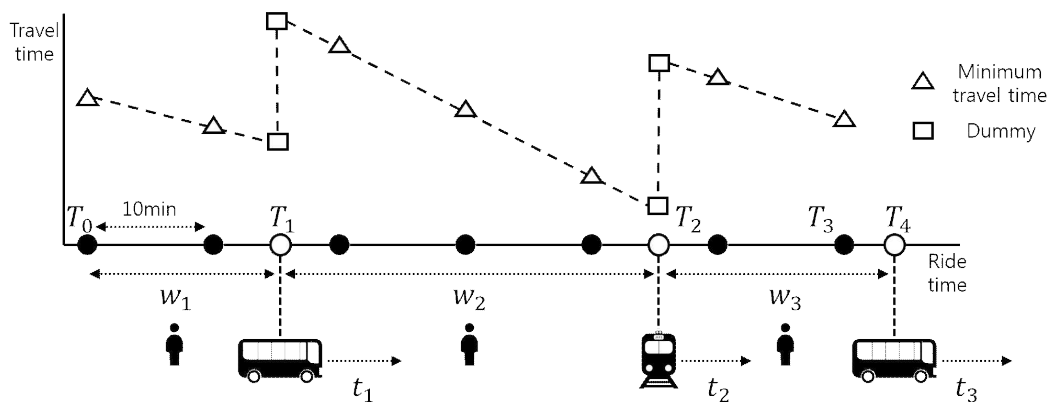 Travel
time
Minimum
travel time
Dummy
T₀
10min
T₁
T₂
T₃
T₄
Ride
time
w₁
w₂
w₃
t₁
t₂
t₃